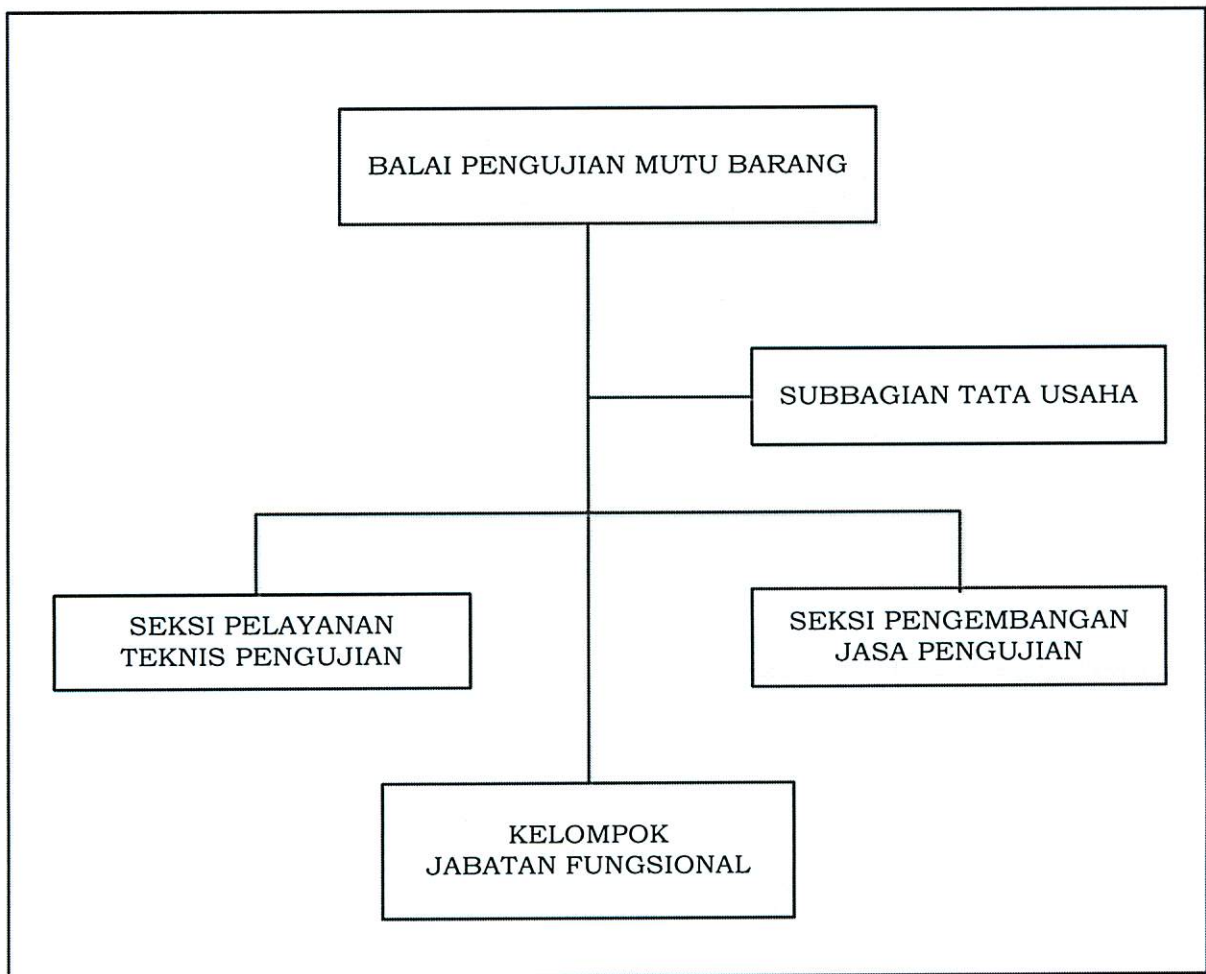 BALAI PENGUJIAN MUTU BARANG
SUBBAGIAN TATA USAHA
SEKSI PELAYANAN
TEKNIS PENGUJIAN
SEKSI PENGEMBANGAN
JASA PENGUJIAN
KELOMPOK
JABATAN FUNGSIONAL